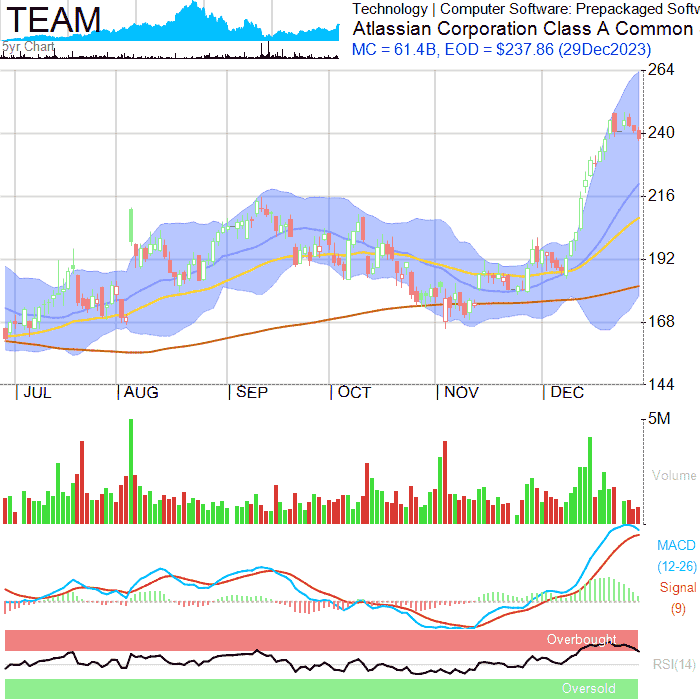 TEAM
5yr Chart
Technology | Computer Software: Prepackaged Softw
Atlassian Corporation Class A Common
MC = 61.4B, EOD = $237.86 (29Dec2023)
264
240
216
192
168
144
JUL AUG SEP OCT NOV DEC
5M
Volume
MACD
(12-26)
Signal
(9)
Overbought
RSI(14)
Oversold